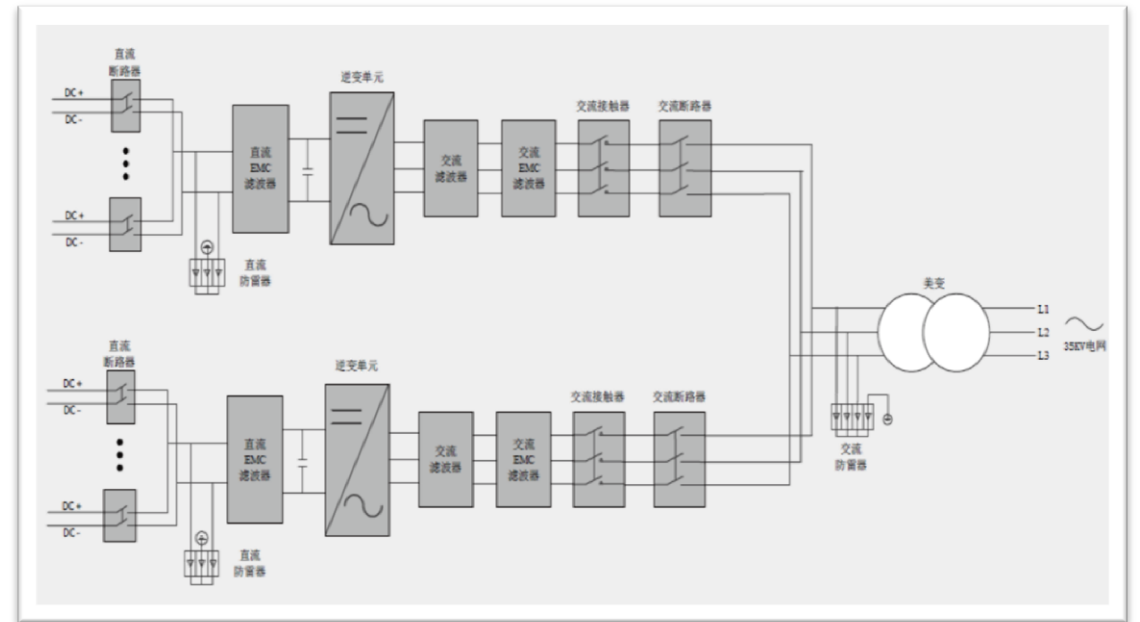 直流
断路器
DC +
DC -
DC +
DC -
直流
EMC
滤波器
直流
防雷器
逆变单元
交流
滤波器
交流
EMC
滤波器
交流接触器
交流断路器
直流
断路器
DC +
DC -
DC +
DC -
直流
EMC
滤波器
直流
防雷器
逆变单元
交流
滤波器
交流
EMC
滤波器
交流接触器
交流断路器
美变
L1
L2
L3
35KV电网
交流
防雷器